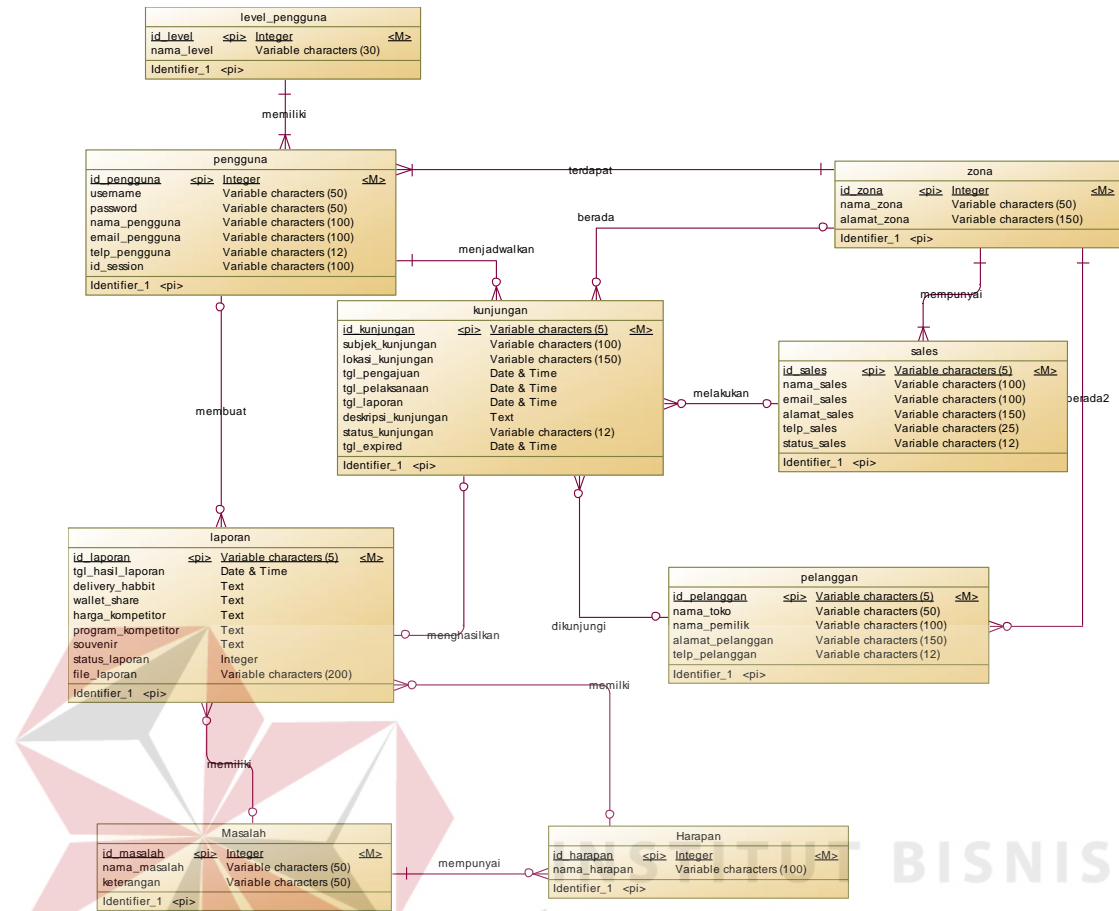 level_pengguna
id_level <pi> Integer <M>
nama_level Variable characters (30)
Identifier_1 <pi>
memiliki
pengguna
id_pengguna <pi> Integer <M>
username Variable characters (50)
password Variable characters (50)
nama_pengguna Variable characters (100)
email_pengguna Variable characters (100)
telp_pengguna Variable characters (12)
id_session Variable characters (100)
Identifier_1 <pi>
terdapat
zona
id_zona <pi> Integer <M>
nama_zona Variable characters (50)
alamat_zona Variable characters (150)
Identifier_1 <pi>
berada
menjadwalkan
mempunyai
kunjungan
id_kunjungan <pi> Variable characters (5) <M>
subjek_kunjungan Variable characters (100)
lokasi_kunjungan Variable characters (150)
tgl_pengajuan Date & Time
tgl_pelaksanaan Date & Time
tgl_laporan Date & Time
deskripsi_kunjungan Text
status_kunjungan Variable characters (12)
tgl_expired Date & Time
Identifier_1 <pi>
sales
id_sales <pi> Variable characters (5) <M>
nama_sales Variable characters (100)
email_sales Variable characters (100)
alamat_sales Variable characters (150)
telp_sales Variable characters (25)
status_sales Variable characters (12)
Identifier_1 <pi>
melakukan
berada2
membuat
laporan
id_laporan <pi> Variable characters (5) <M>
tgl_hasil_laporan Date & Time
delivery_habbit Text
wallet_share Text
harga_kompetitor Text
program_kompetitor Text
souvenir Text
status_laporan Integer
file_laporan Variable characters (200)
Identifier_1 <pi>
menghasilkan
dikunjungi
pelanggan
id_pelanggan <pi> Variable characters (5) <M>
nama_toko Variable characters (50)
nama_pemilik Variable characters (100)
alamat_pelanggan Variable characters (150)
telp_pelanggan Variable characters (12)
Identifier_1 <pi>
memilki
memiliki
Masalah
id_masalah <pi> Integer <M>
nama_masalah Variable characters (50)
keterangan Variable characters (50)
Identifier_1 <pi>
mempunyai
Harapan
id_harapan <pi> Integer <M>
nama_harapan Variable characters (100)
Identifier_1 <pi>
INSTITUT BISNIS